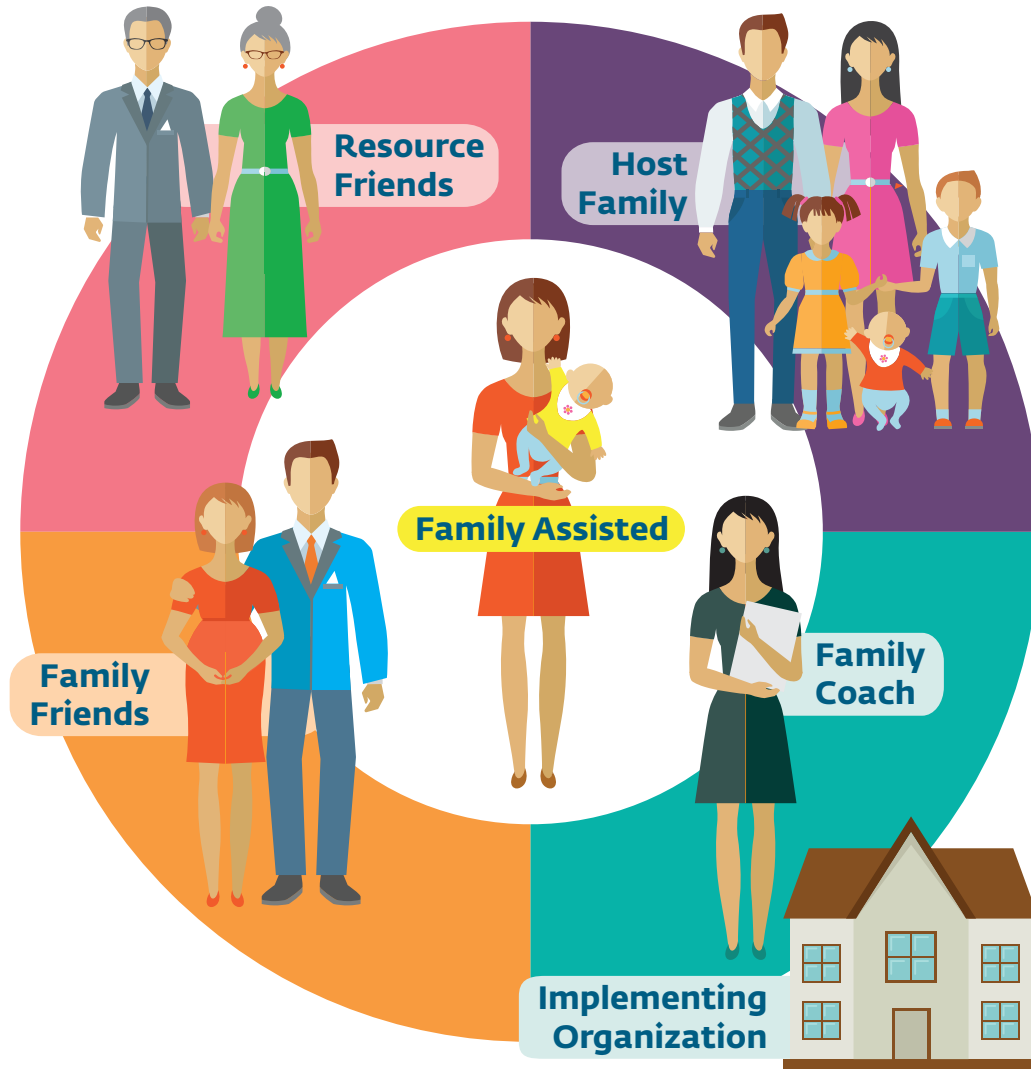 Resource
Friends
Host
Family
Family Assisted
Family
Friends
Family
Coach
Implementing
Organization